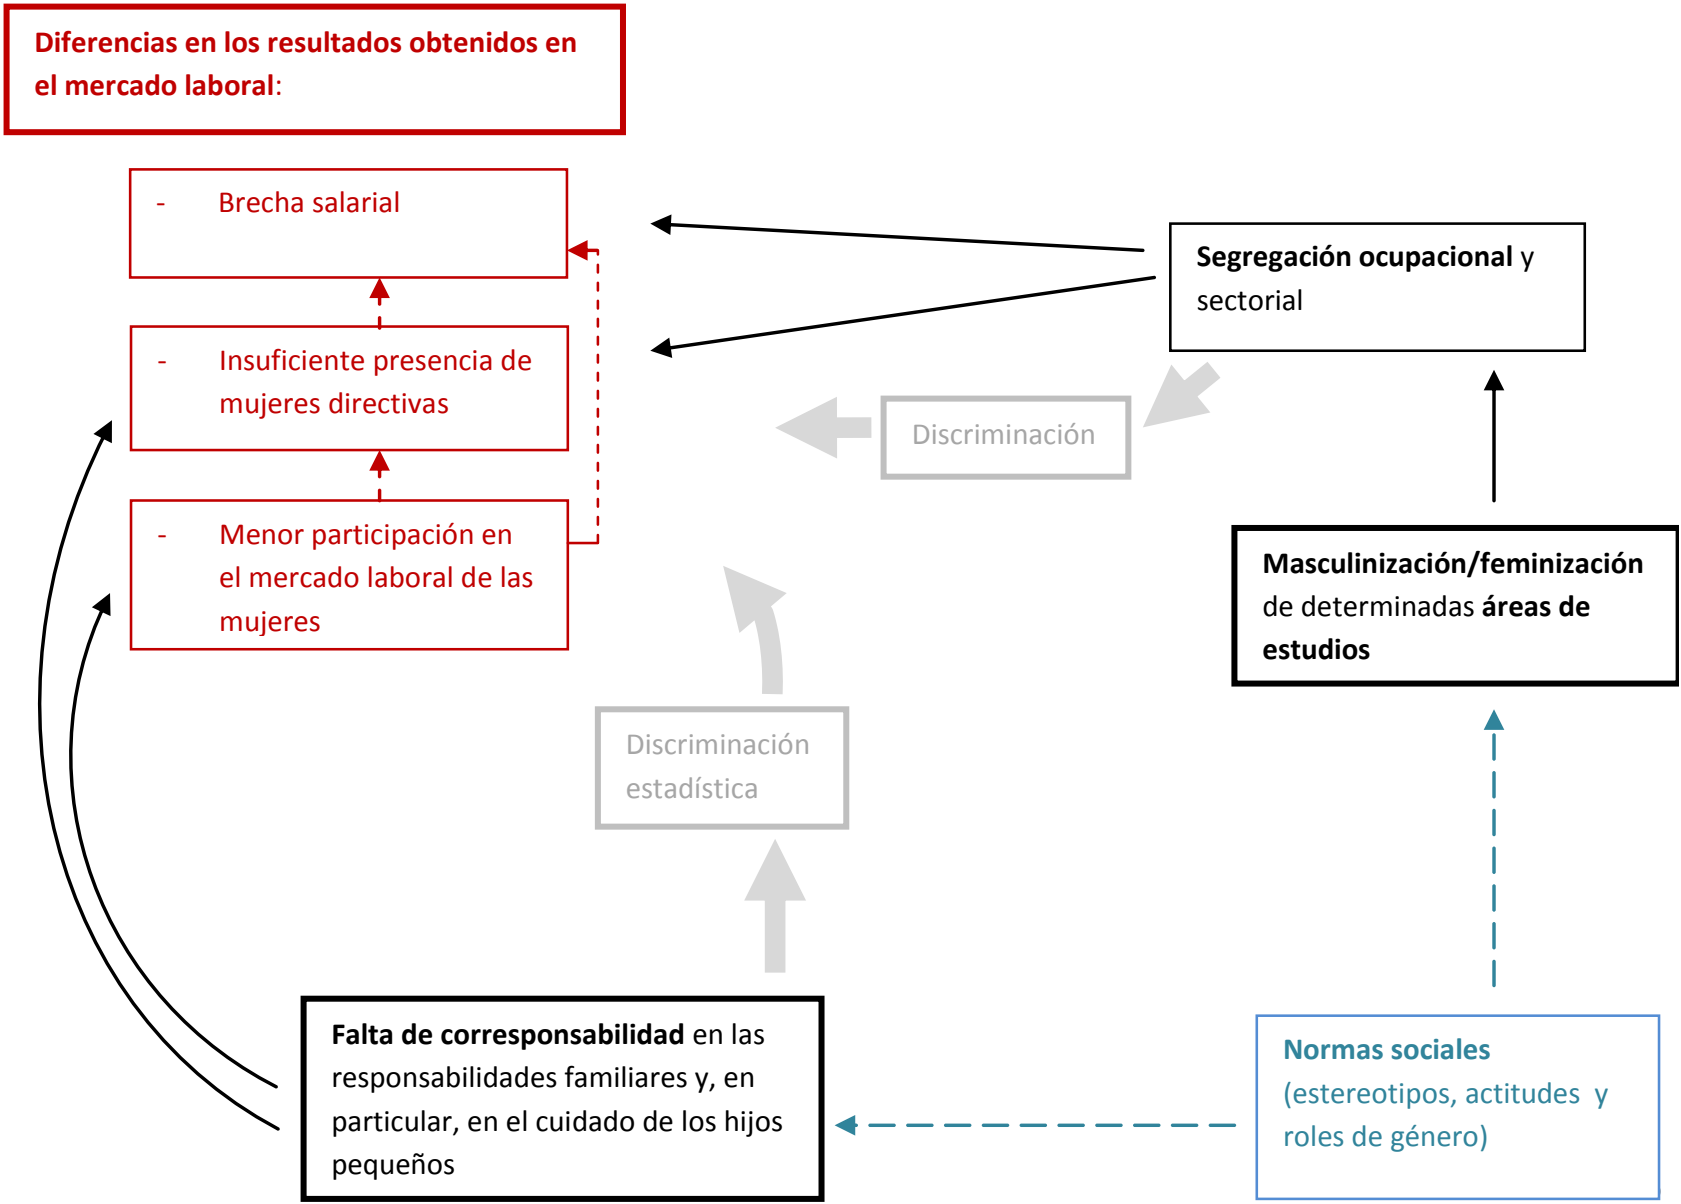 Diferencias en los resultados obtenidos en
el mercado laboral:
- Brecha salarial
- Insuficiente presencia de
mujeres directivas
- Menor participación en
el mercado laboral de las
mujeres
Segregación ocupacional y
sectorial
Discriminación
Masculinización/feminización
de determinadas áreas de
estudios
Discriminación
estadística
Falta de corresponsabilidad en las
responsabilidades familiares y, en
particular, en el cuidado de los hijos
pequeños
Normas sociales
(estereotipos, actitudes y
roles de género)